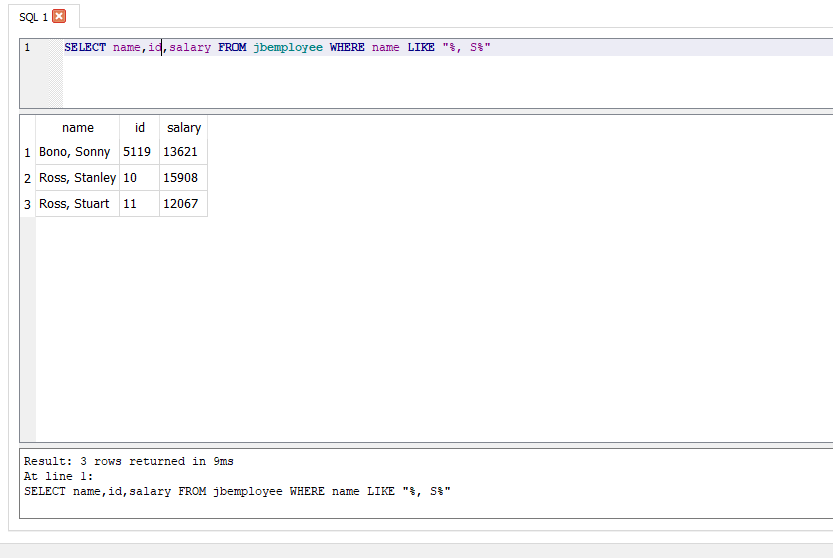 SQL 1
1 SELECT name,id,salary FROM jbemployee WHERE name LIKE "%, S%"
name id salary
1 Bono, Sonny 5119 13621
2 Ross, Stanley 10 15908
3 Ross, Stuart 11 12067
Result: 3 rows returned in 9ms
At line 1:
SELECT name,id,salary FROM jbemployee WHERE name LIKE "%, S%"